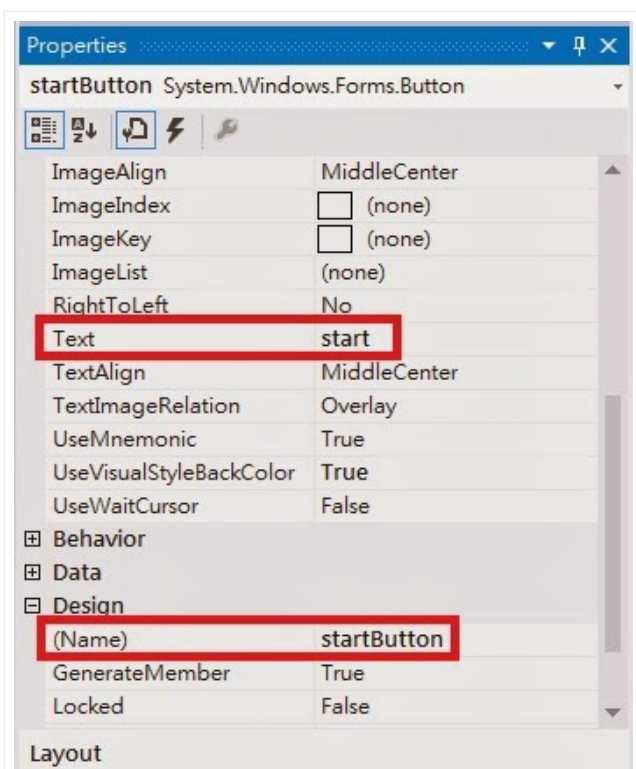 Properties
startButton System.Windows.Forms.Button
ImageAlign MiddleCenter
ImageIndex (none)
ImageKey (none)
ImageList (none)
RightToLeft No
Text start
TextAlign MiddleCenter
TextImageRelation Overlay
UseMnemonic True
UseVisualStyleBackColor True
UseWaitCursor False
Behavior
Data
Design
(Name) startButton
GenerateMember True
Locked False
Layout